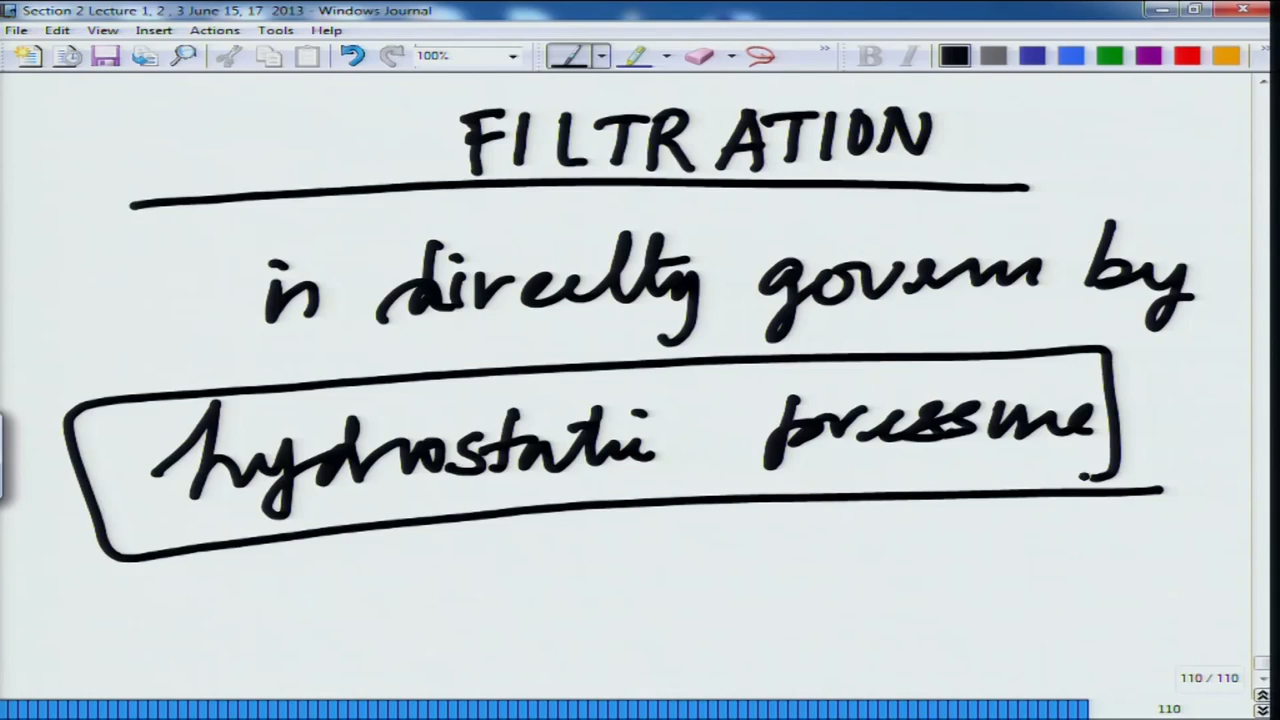 Section 2 Lecture 1, 2 , 3 June 15, 17 2013 - Windows Journal
File Edit View Insert Actions Tools Help
100%
B I
FILTRATION
is directly govern by
hydrostatic pressure
110 / 110
110